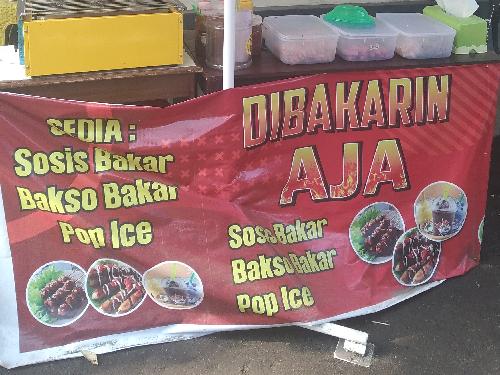 SEDIA :
Sosis Bakar
Bakso Bakar
Pop Ice
DIBAKARIN
AJA
Sosis Bakar
Bakso Bakar
Pop Ice